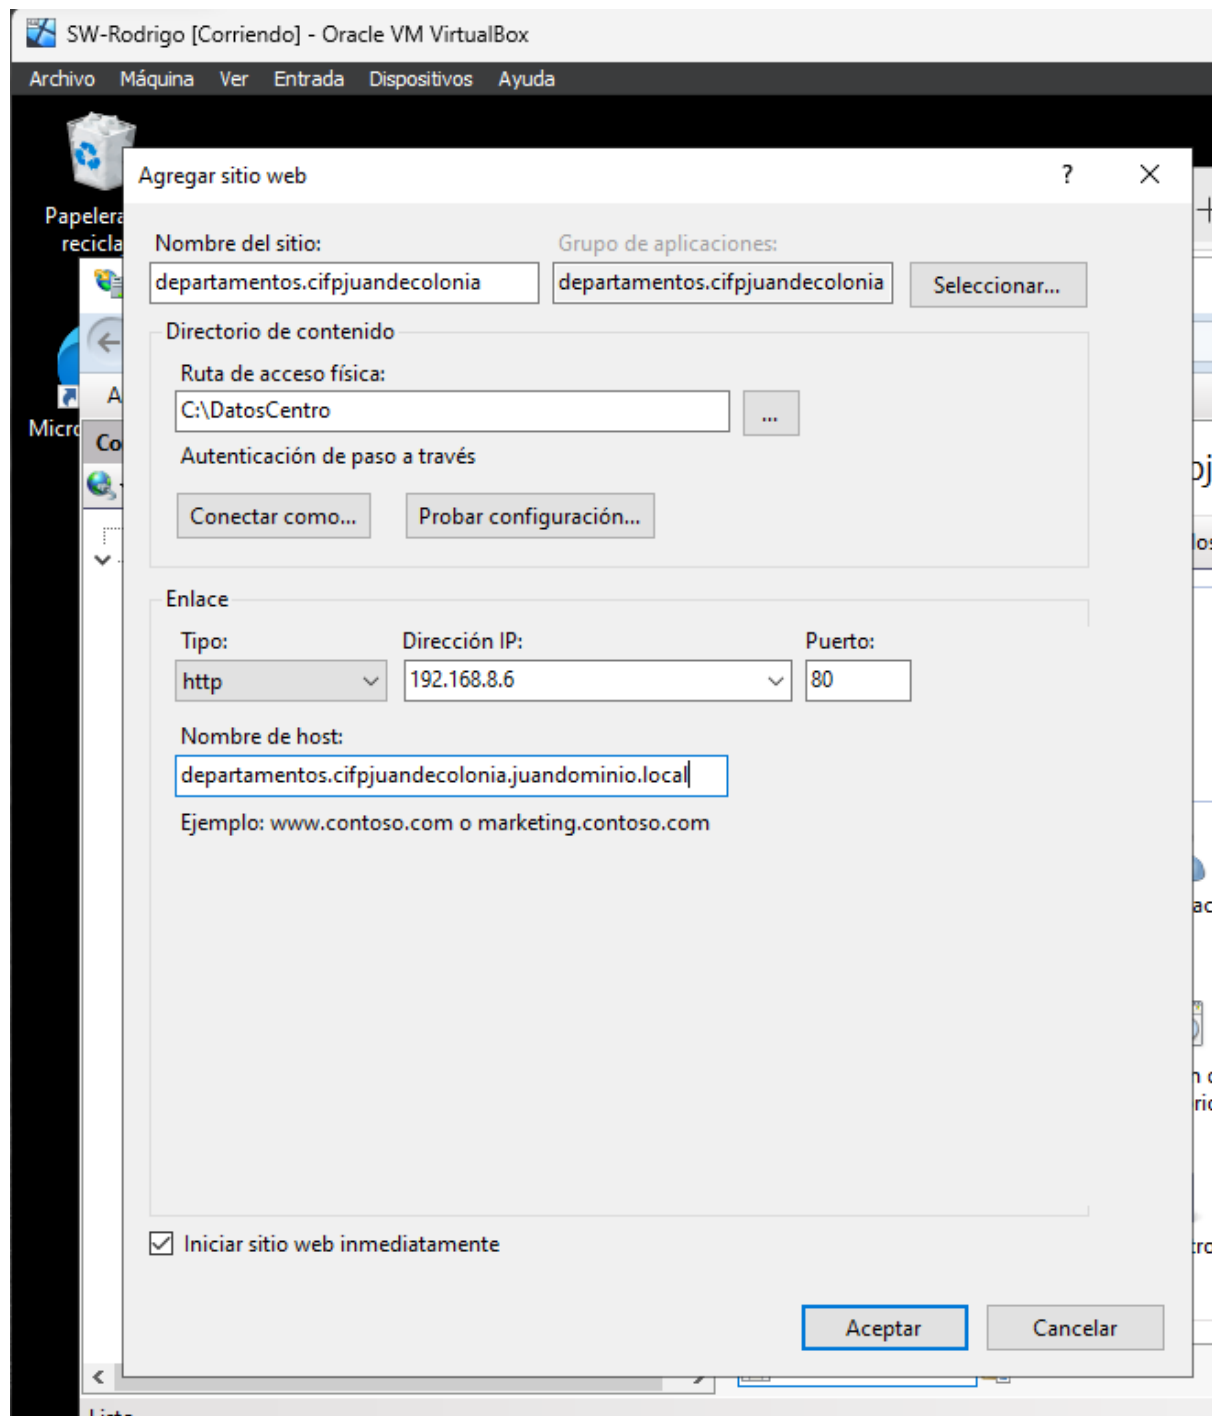 SW-Rodrigo [Corriendo] - Oracle VM VirtualBox
Archivo Máquina Ver Entrada Dispositivos Ayuda
Agregar sitio web
? 
Nombre del sitio:
Grupo de aplicaciones:
departamentos.cifpjuandecolonia
departamentos.cifpjuandecolonia
Seleccionar...
Directorio de contenido
Ruta de acceso física:
C:\DatosCentro
...
Autenticación de paso a través
Conectar como...
Probar configuración...
Enlace
Tipo:
Dirección IP:
Puerto:
http
192.168.8.6
80
Nombre de host:
departamentos.cifpjuandecolonia.juandominio.local
Ejemplo: www.contoso.com o marketing.contoso.com
Iniciar sitio web inmediatamente
Aceptar
Cancelar